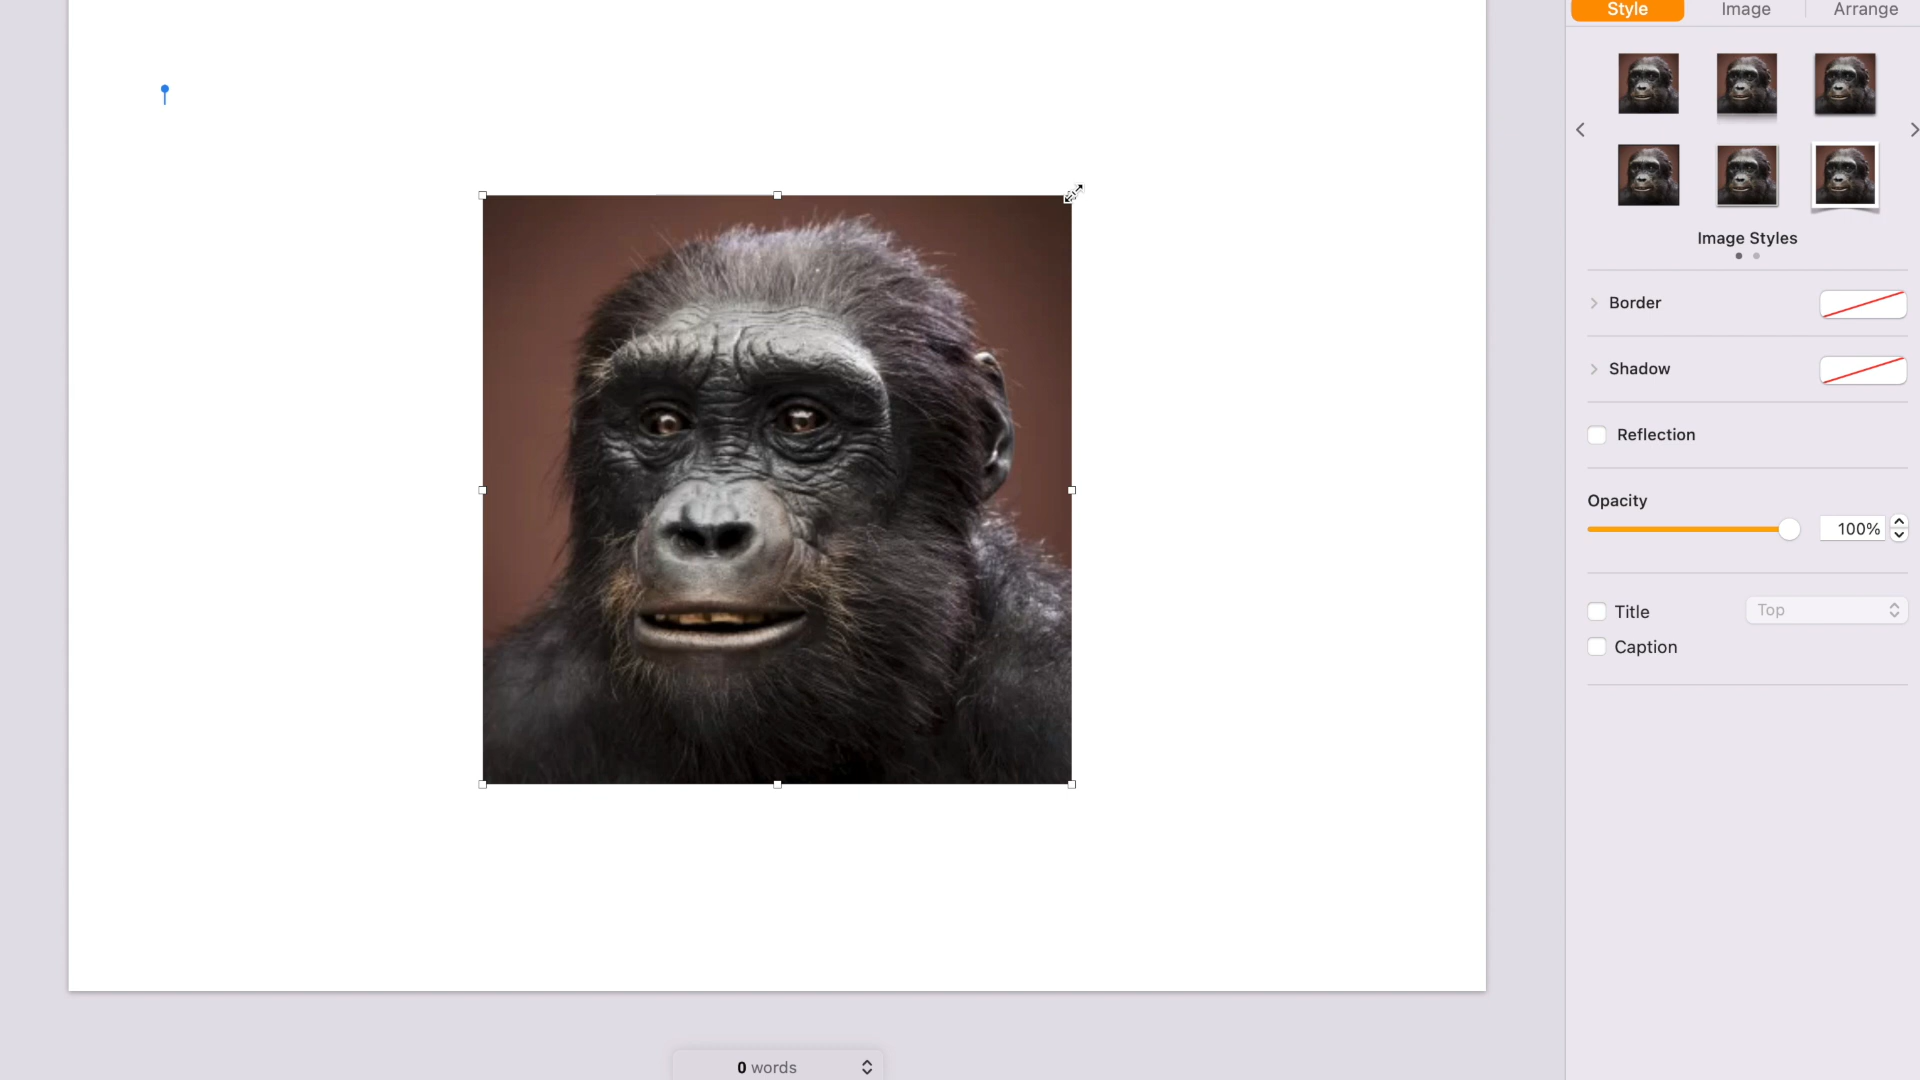 Style Image Arrange
Image Styles
Border
Shadow
Reflection
Opacity
100%
Title Top
Caption
0 words